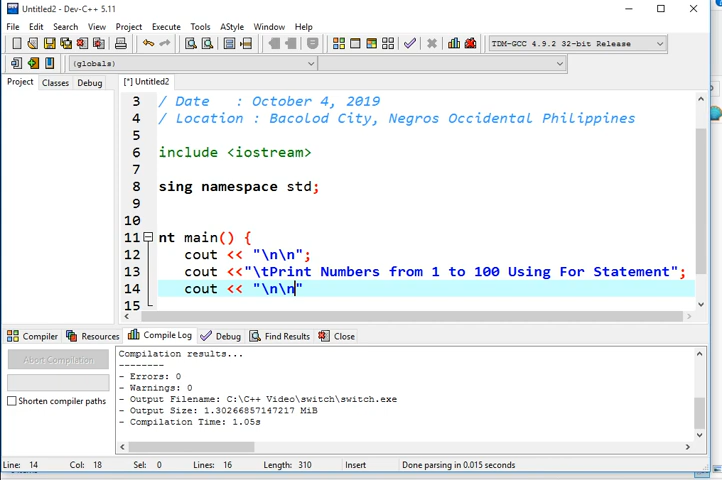 Untitled2 - Dev-C++ 5.11
File Edit Search View Project Execute Tools AStyle Window Help
TDM-GCC 4.9.2 32-bit Release
(globals)
Project Classes Debug [*] Untitled2
3 / Date : October 4, 2019
4 / Location : Bacolod City, Negros Occidental Philippines
5
6 include <iostream>
7
8 sing namespace std;
9
10
11 nt main() {
12 cout << "\n\n";
13 cout <<"\tPrint Numbers from 1 to 100 Using For Statement";
14 cout << "\n\n"
15
Compiler Resources Compile Log Debug Find Results Close
Abort Compilation
Shorten compiler paths
Compilation results...
--------
- Errors: 0
- Warnings: 0
- Output Filename: C:\C++ Video\switch\switch.exe
- Output Size: 1.30266857147217 MiB
- Compilation Time: 1.05s
Line: 14 Col: 18 Sel: 0 Lines: 16 Length: 310 Insert Done parsing in 0.015 seconds